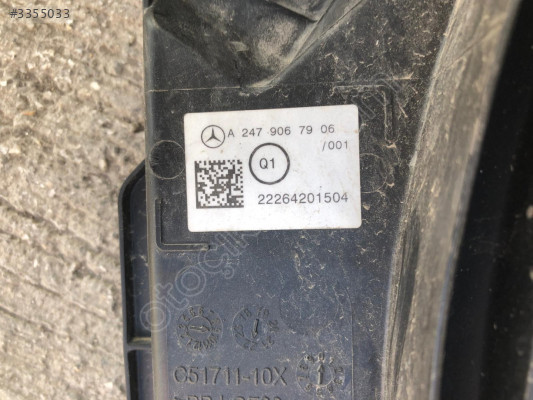 #3355033
A 247 906 79 06
/001
Q1
22264201504
C51711-10X